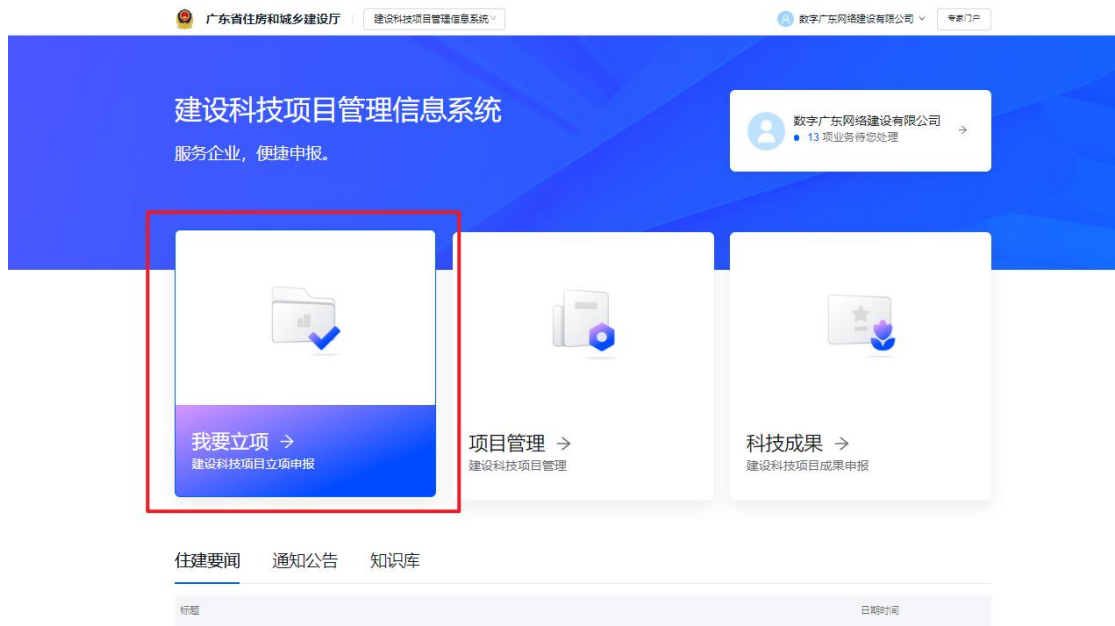 广东省住房和城乡建设厅 建设科技项目管理信息系统 数字广东网络建设有限公司 专家门户
建设科技项目管理信息系统
服务企业，便捷申报。
数字广东网络建设有限公司
13 项业务待您处理
我要立项
建设科技项目立项申报
项目管理
建设科技项目管理
科技成果
建设科技项目成果申报
住建要闻 通知公告 知识库
标题 日期时间